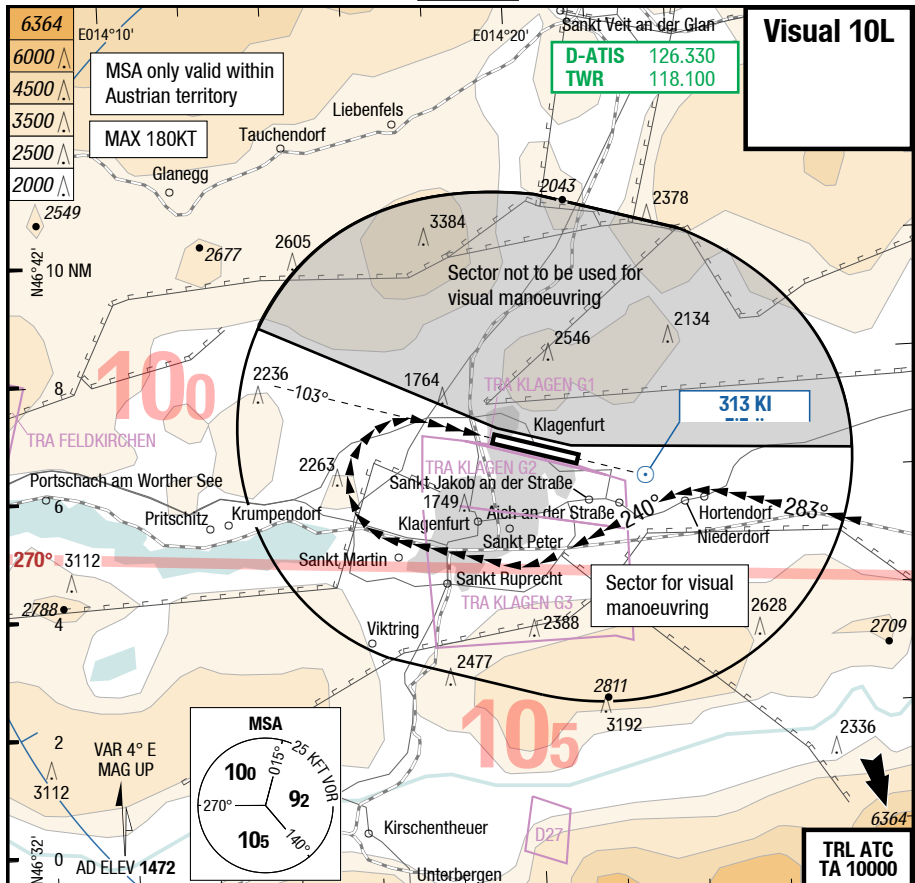 6364
6000
4500
3500
2500
2000
E014°10'
E014°20'
Sankt Veit an der Glan
D-ATIS 126.330
TWR 118.100
Visual 10L
MSA only valid within
Austrian territory
MAX 180KT
Liebenfels
Tauchendorf
Glanegg
2549
2677
2605
3384
2043
2378
N46°42'
10 NM
Sector not to be used for
visual manoeuvring
2546
2134
10 0
2236
103°
1764
TRA KLAGEN G1
Klagenfurt
313 KI
8
TRA FELDKIRCHEN
TRA KLAGEN G2
2263
Sankt Jakob an der Straße
Portschach am Worther See
1749
Aich an der Straße
240°
283°
Hortendorf
6
Pritschitz
Krumpendorf
Klagenfurt
Sankt Peter
Niederdorf
270°
3112
Sankt Martin
Sankt Ruprecht
Sector for visual
manoeuvring
TRA KLAGEN G3
2788
4
Viktring
2388
2628
2709
2477
2811
3192
10 5
2
VAR 4° E
MAG UP
3112
MSA
25 KFT VOR
015°
10 0
9 2
270°
10 5
140°
2336
6364
Kirschentheuer
D27
N46°32'
0
AD ELEV 1472
Unterbergen
TRL ATC
TA 10000